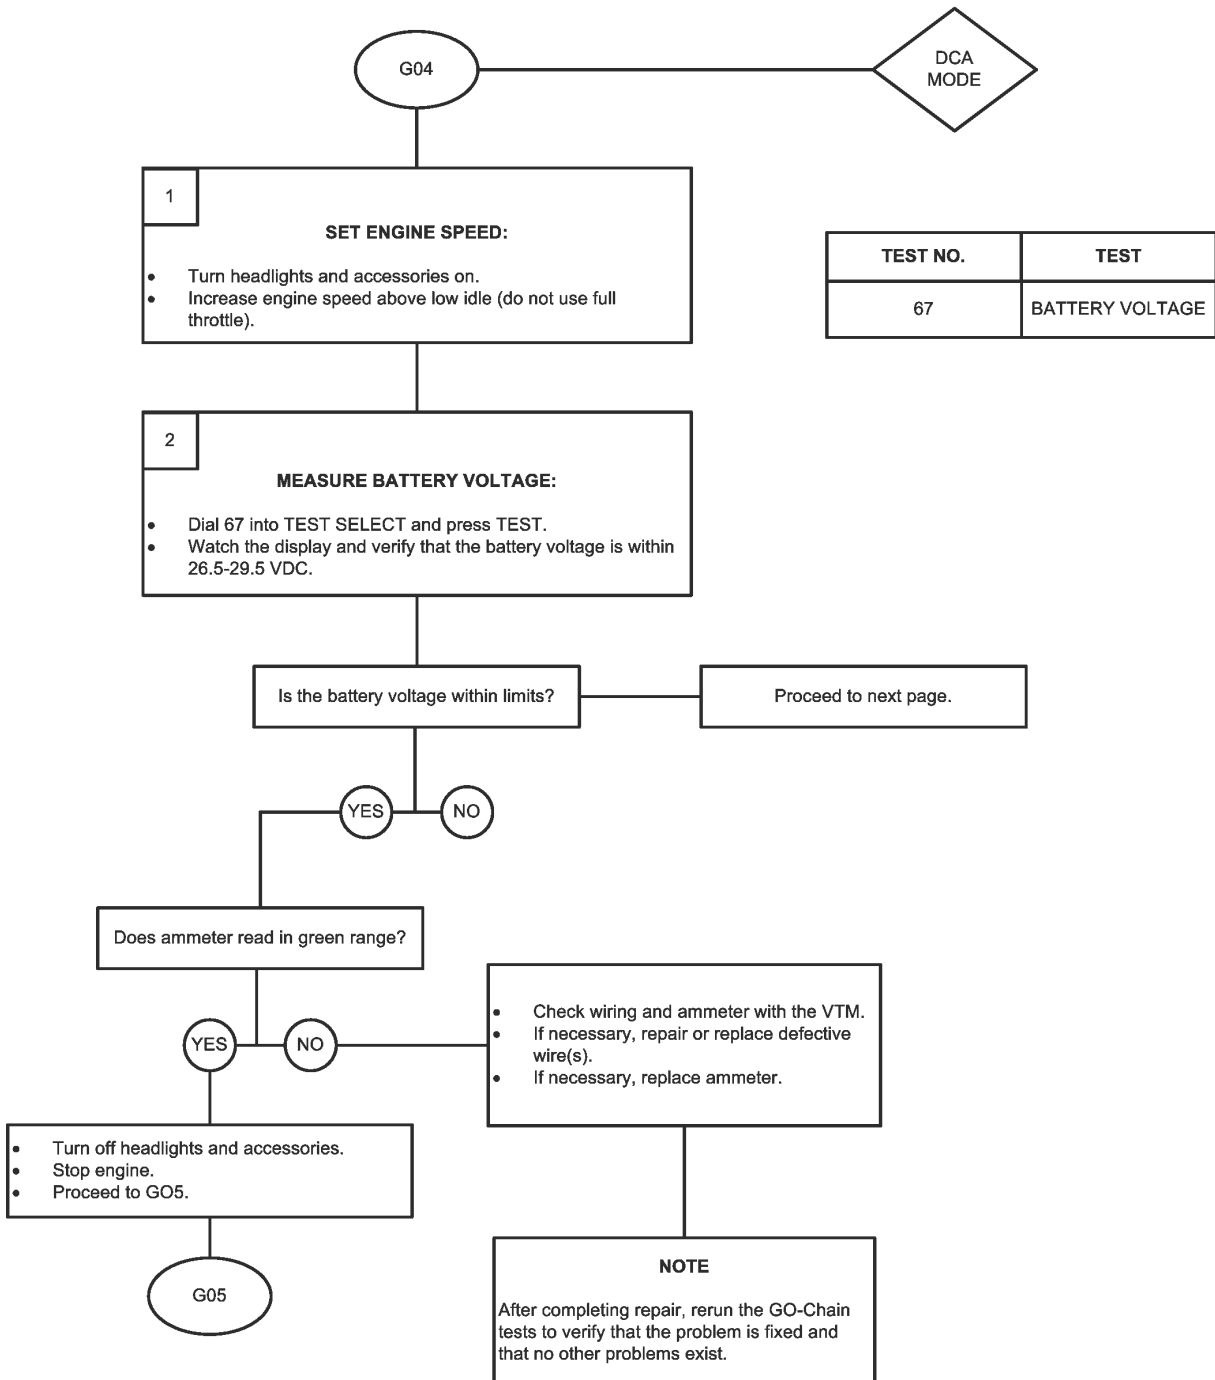 G04
DCA
MODE
1
SET ENGINE SPEED:
• Turn headlights and accessories on.
• Increase engine speed above low idle (do not use full
throttle).
TEST NO. TEST
67 BATTERY VOLTAGE
2
MEASURE BATTERY VOLTAGE:
• Dial 67 into TEST SELECT and press TEST.
• Watch the display and verify that the battery voltage is within
26.5-29.5 VDC.
Is the battery voltage within limits?
Proceed to next page.
YES
NO
Does ammeter read in green range?
YES
NO
• Check wiring and ammeter with the VTM.
• If necessary, repair or replace defective
wire(s).
• If necessary, replace ammeter.
• Turn off headlights and accessories.
• Stop engine.
• Proceed to GO5.
G05
NOTE
After completing repair, rerun the GO-Chain
tests to verify that the problem is fixed and
that no other problems exist.